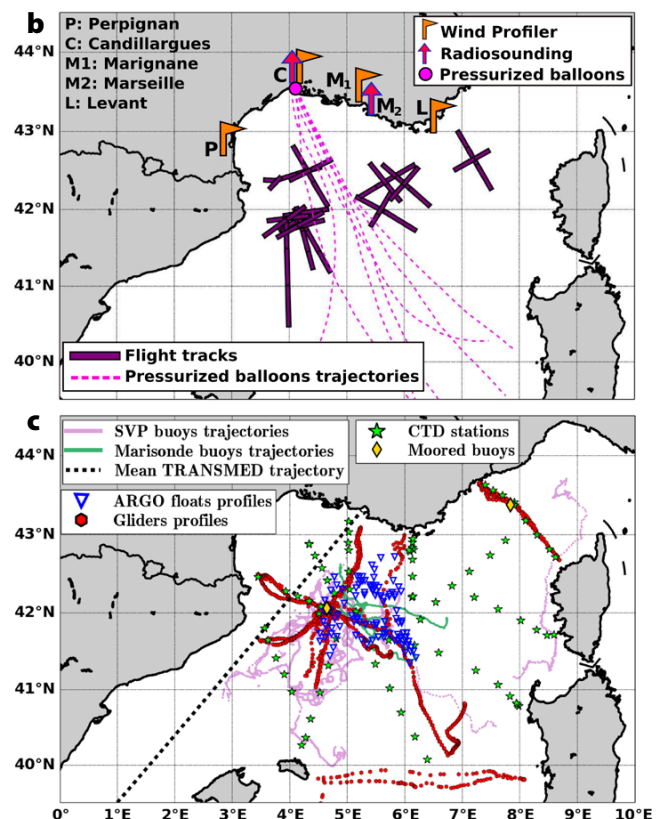 b
P: Perpignan
C: Candillargues
M1: Marignane
M2: Marseille
L: Levant
Wind Profiler
Radiosounding
Pressurized balloons
44°N
43°N
42°N
41°N
40°N
C
M₁
M₂
L
P
Flight tracks
Pressurized balloons trajectories
c
SVP buoys trajectories
Marisonde buoys trajectories
Mean TRANSMED trajectory
CTD stations
Moored buoys
ARGO floats profiles
Gliders profiles
44°N
43°N
42°N
41°N
40°N
0° 1°E 2°E 3°E 4°E 5°E 6°E 7°E 8°E 9°E 10°E